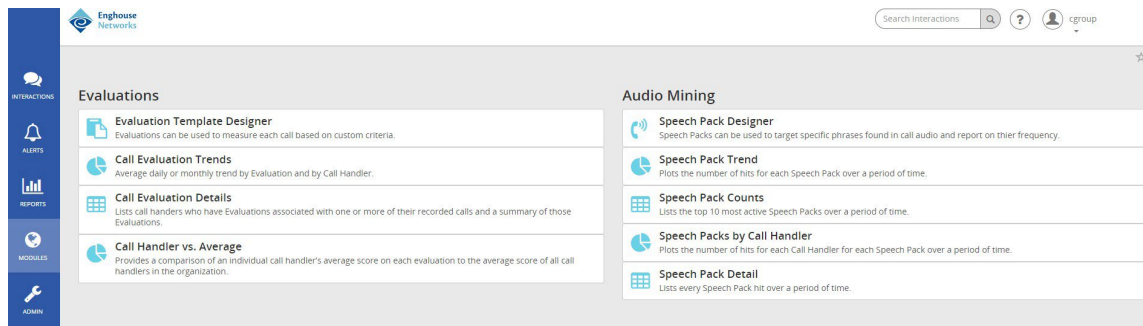 Enghouse
Networks
Search Interactions
?
cgroup
INTERACTIONS
ALERTS
REPORTS
MODULES
ADMIN
Evaluations
Evaluation Template Designer
Evaluations can be used to measure each call based on custom criteria.
Call Evaluation Trends
Average daily or monthly trend by Evaluation and by Call Handler.
Call Evaluation Details
Lists call handers who have Evaluations associated with one or more of their recorded calls and a summary of those
Evaluations.
Call Handler vs. Average
Provides a comparison of an individual call handler's average score on each evaluation to the average score of all call
handlers in the organization.
Audio Mining
Speech Pack Designer
Speech Packs can be used to target specific phrases found in call audio and report on thier frequency.
Speech Pack Trend
Plots the number of hits for each Speech Pack over a period of time.
Speech Pack Counts
Lists the top 10 most active Speech Packs over a period of time.
Speech Packs by Call Handler
Plots the number of hits for each Call Handler for each Speech Pack over a period of time.
Speech Pack Detail
Lists every Speech Pack hit over a period of time.